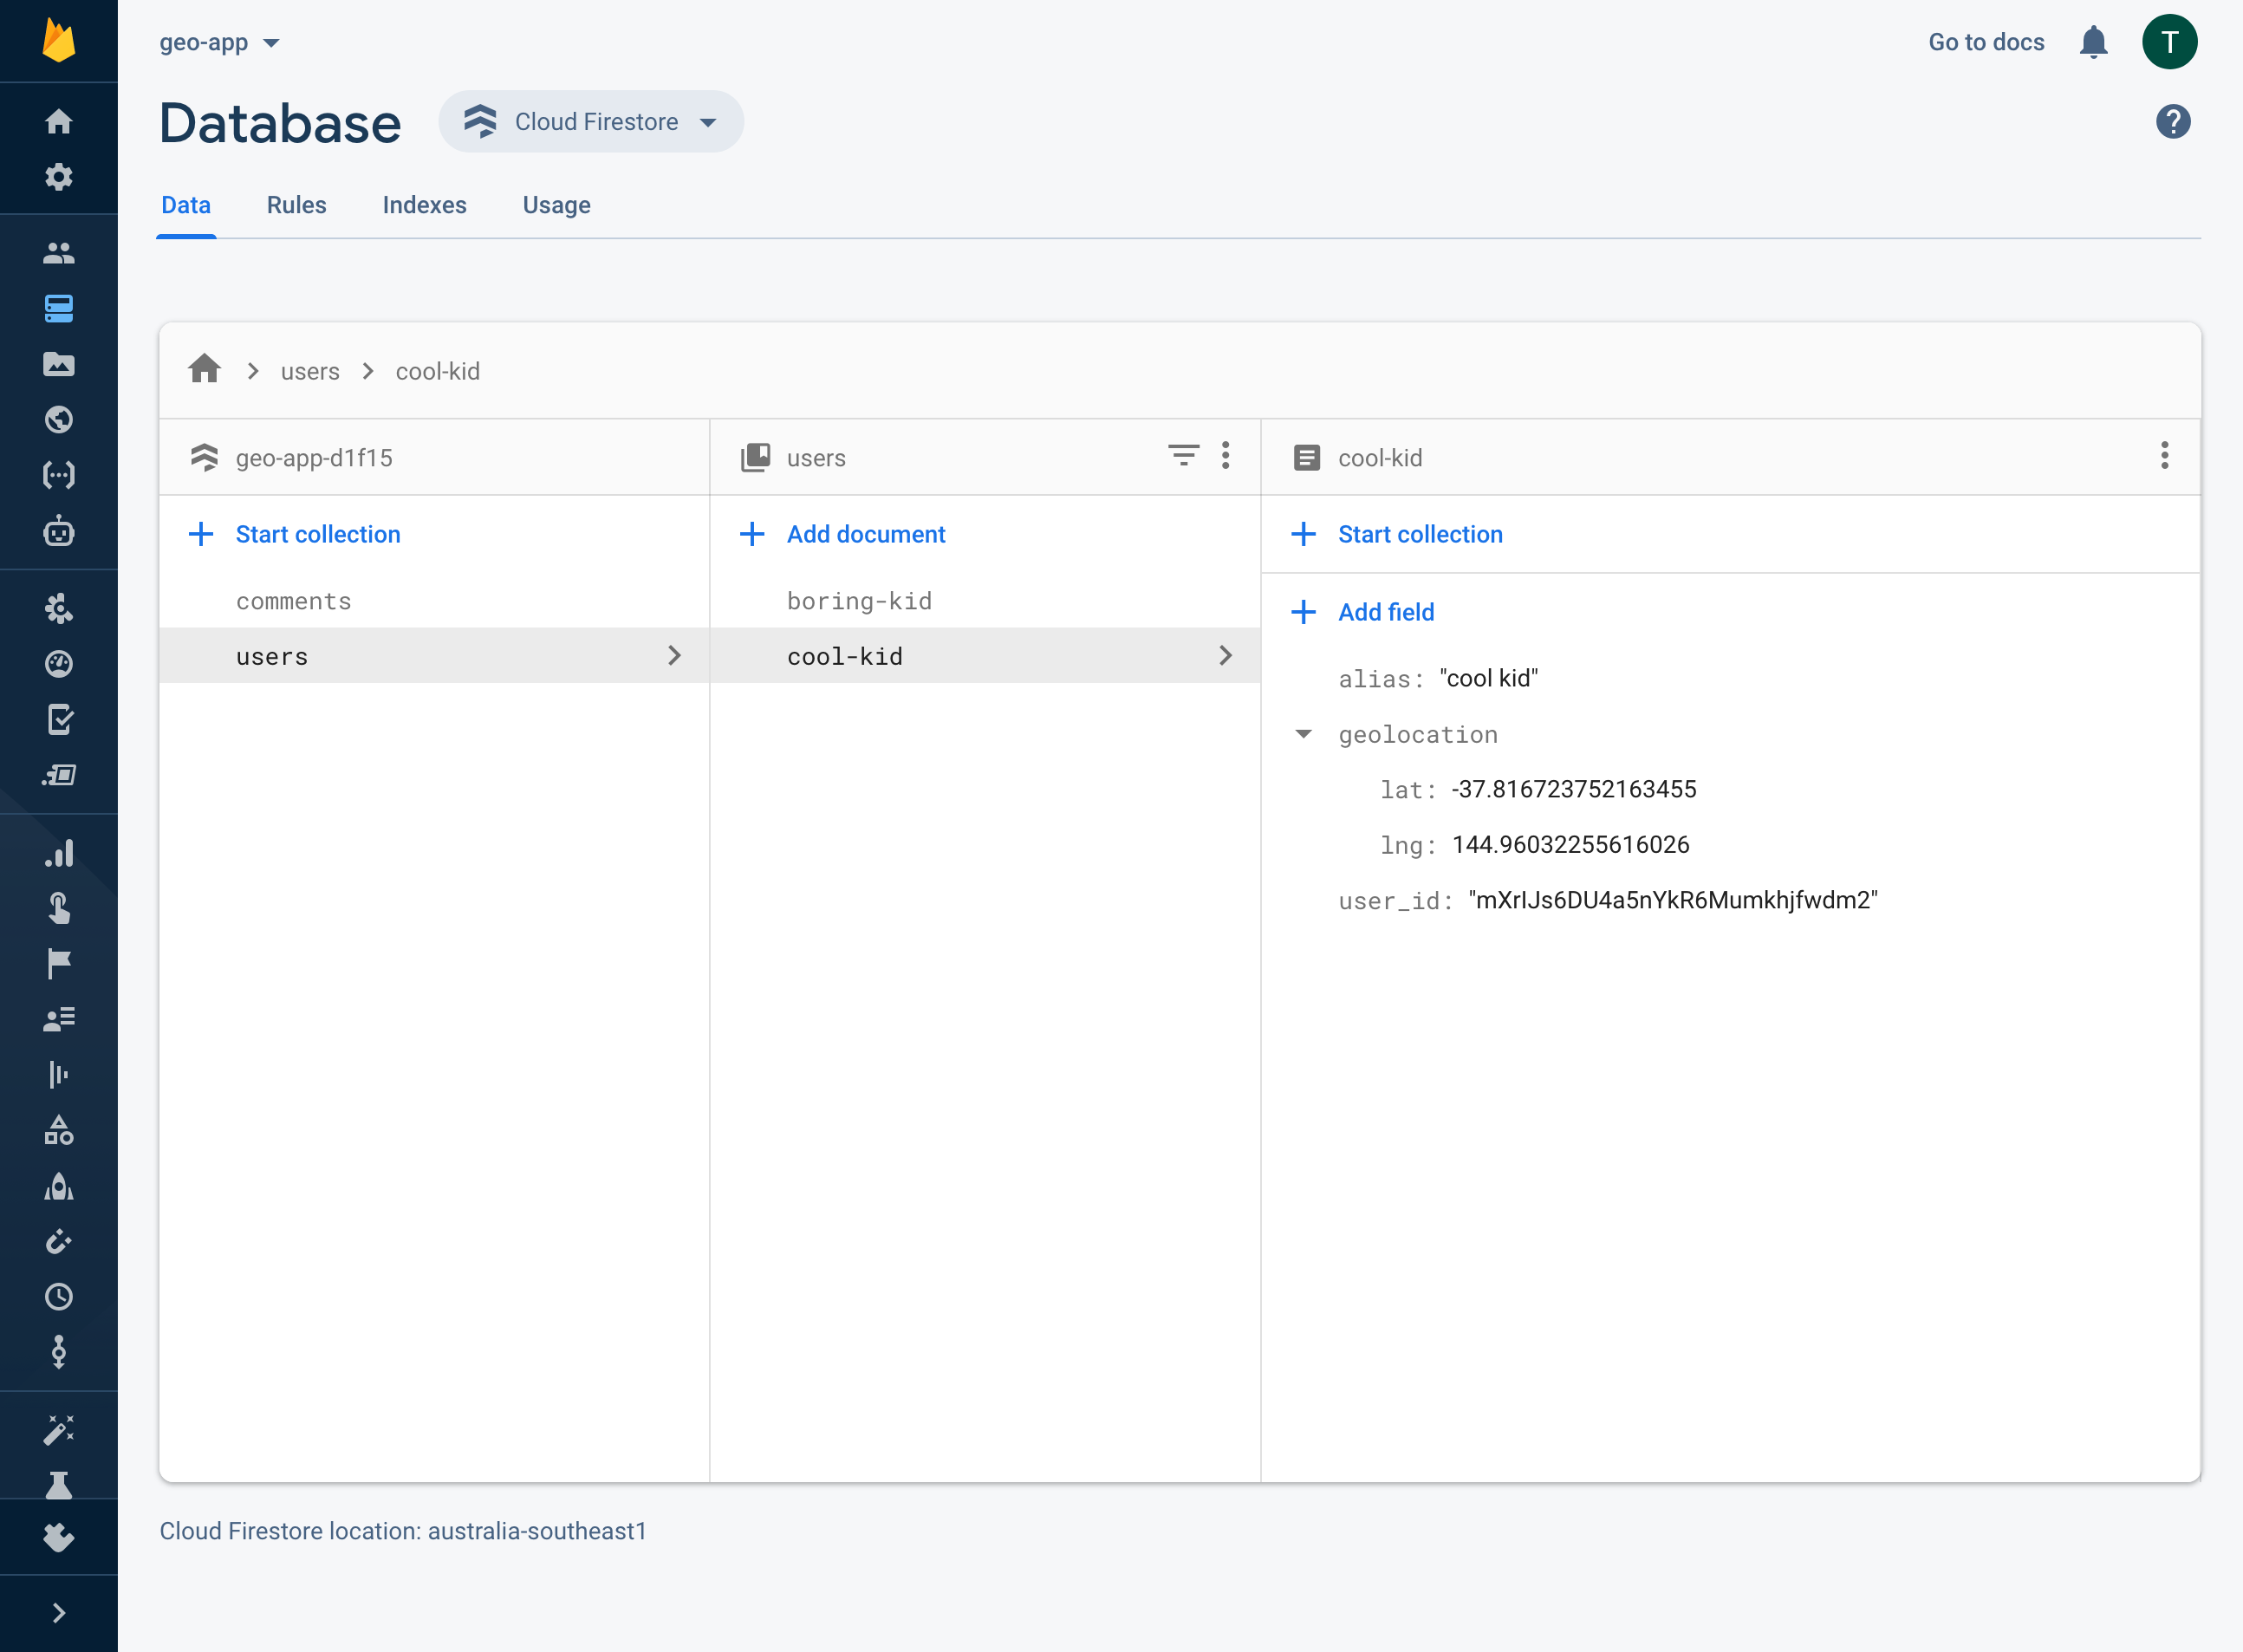 geo-app
Go to docs
T
Database
Cloud Firestore
?
Data Rules Indexes Usage
users
cool-kid
geo-app-d1f15
Start collection
comments
users
users
Add document
boring-kid
cool-kid
cool-kid
Start collection
Add field
alias: "cool kid"
geolocation
lat: -37.816723752163455
lng: 144.96032255616026
user_id: "mXrIJs6DU4a5nYkR6Mumkhjfwdm2"
Cloud Firestore location: australia-southeast1